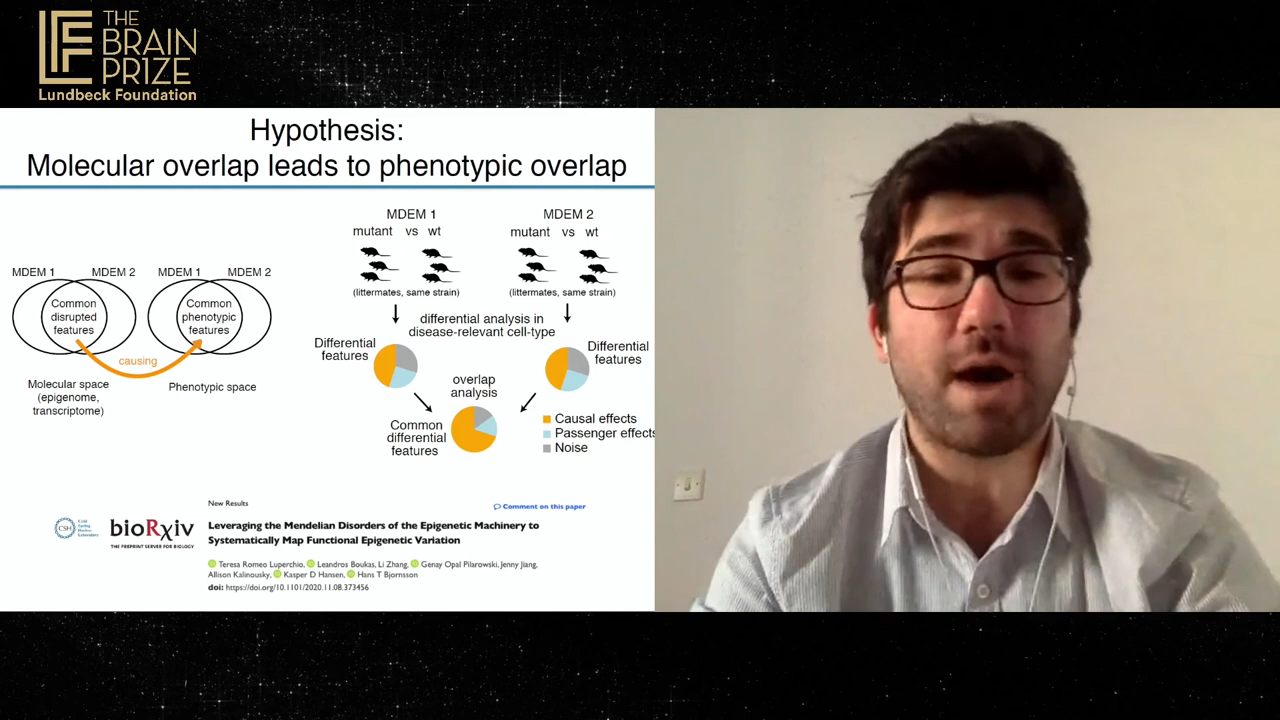 THE
BRAIN
PRIZE
Lundbeck Foundation
Hypothesis:
Molecular overlap leads to phenotypic overlap
MDEM 1 MDEM 2
Common
disrupted
features
MDEM 1 MDEM 2
Common
phenotypic
features
causing
Molecular space
(epigenome,
transcriptome)
Phenotypic space
MDEM 1
mutant vs wt
(littermates, same strain)
MDEM 2
mutant vs wt
(littermates, same strain)
differential analysis in
disease-relevant cell-type
Differential
features
Differential
features
overlap
analysis
Common
differential
features
Causal effects
Passenger effects
Noise
New Results
Comment on this paper
CSH
bioRxiv
THE PREPRINT SERVER FOR BIOLOGY
Leveraging the Mendelian Disorders of the Epigenetic Machinery to
Systematically Map Functional Epigenetic Variation
Teresa Romeo Luperchio, Leandros Boukas, Li Zhang, Genay Opal Pilarowski, Jenny Jiang,
Allison Kalinousky, Kasper D Hansen, Hans T Bjornsson
doi: https://doi.org/10.1101/2020.11.08.373456